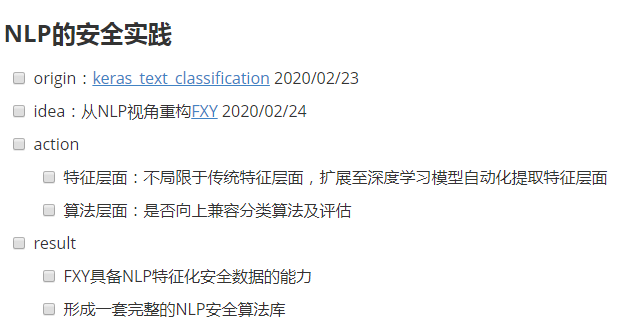 NLP的安全实践
origin：keras_text_classification 2020/02/23
idea：从NLP视角重构FXY 2020/02/24
action
特征层面：不局限于传统特征层面，扩展至深度学习模型自动化提取特征层面
算法层面：是否向上兼容分类算法及评估
result
FXY具备NLP特征化安全数据的能力
形成一套完整的NLP安全算法库